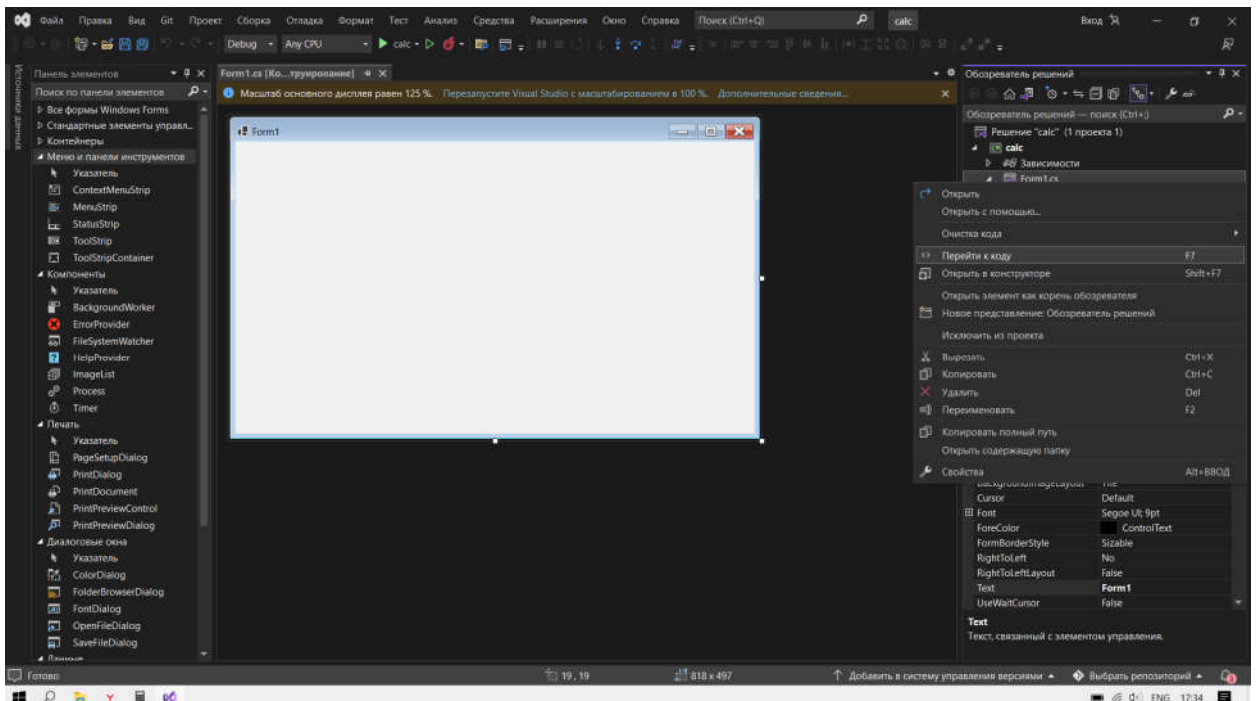 Файл Правка Вид Git Проект Сборка Отладка Формат Тест Анализ Средства Расширения Окно Справка Поиск (Ctrl+Q) calc Вход
Debug Any CPU calc
Источники данных
Панель элементов
Поиск по панели элементов
Все формы Windows Forms
Стандартные элементы управл...
Контейнеры
Меню и панели инструментов
Указатель
ContextMenuStrip
MenuStrip
StatusStrip
ToolStrip
ToolStripContainer
Компоненты
Указатель
BackgroundWorker
ErrorProvider
FileSystemWatcher
HelpProvider
ImageList
Process
Timer
Печать
Указатель
PageSetupDialog
PrintDialog
PrintDocument
PrintPreviewControl
PrintPreviewDialog
Диалоговые окна
Указатель
ColorDialog
FolderBrowserDialog
FontDialog
OpenFileDialog
SaveFileDialog
Данные
Form1.cs [Ко...труирование]
Масштаб основного дисплея равен 125 %. Перезапустите Visual Studio с масштабированием в 100 %. Дополнительные сведения...
Form1
Обозреватель решений
Обозреватель решений — поиск (Ctrl+;)
Решение "calc" (1 проекта 1)
calc
Зависимости
Form1.cs
Открыть
Открыть с помощью...
Очистка кода
Перейти к коду F7
Открыть в конструкторе Shift+F7
Открыть элемент как корень обозревателя
Новое представление: Обозреватель решений
Исключить из проекта
Вырезать Ctrl+X
Копировать Ctrl+C
Удалить Del
Переименовать F2
Копировать полный путь
Открыть содержащую папку
Свойства Alt+ВВОД
BackgroundImageLayout Tile
Cursor Default
Font Segoe UI; 9pt
ForeColor ControlText
FormBorderStyle Sizable
RightToLeft No
RightToLeftLayout False
Text Form1
UseWaitCursor False
Text
Текст, связанный с элементом управления.
Готово 19, 19 818 x 497 Добавить в систему управления версиями Выбрать репозиторий
ENG 17:34